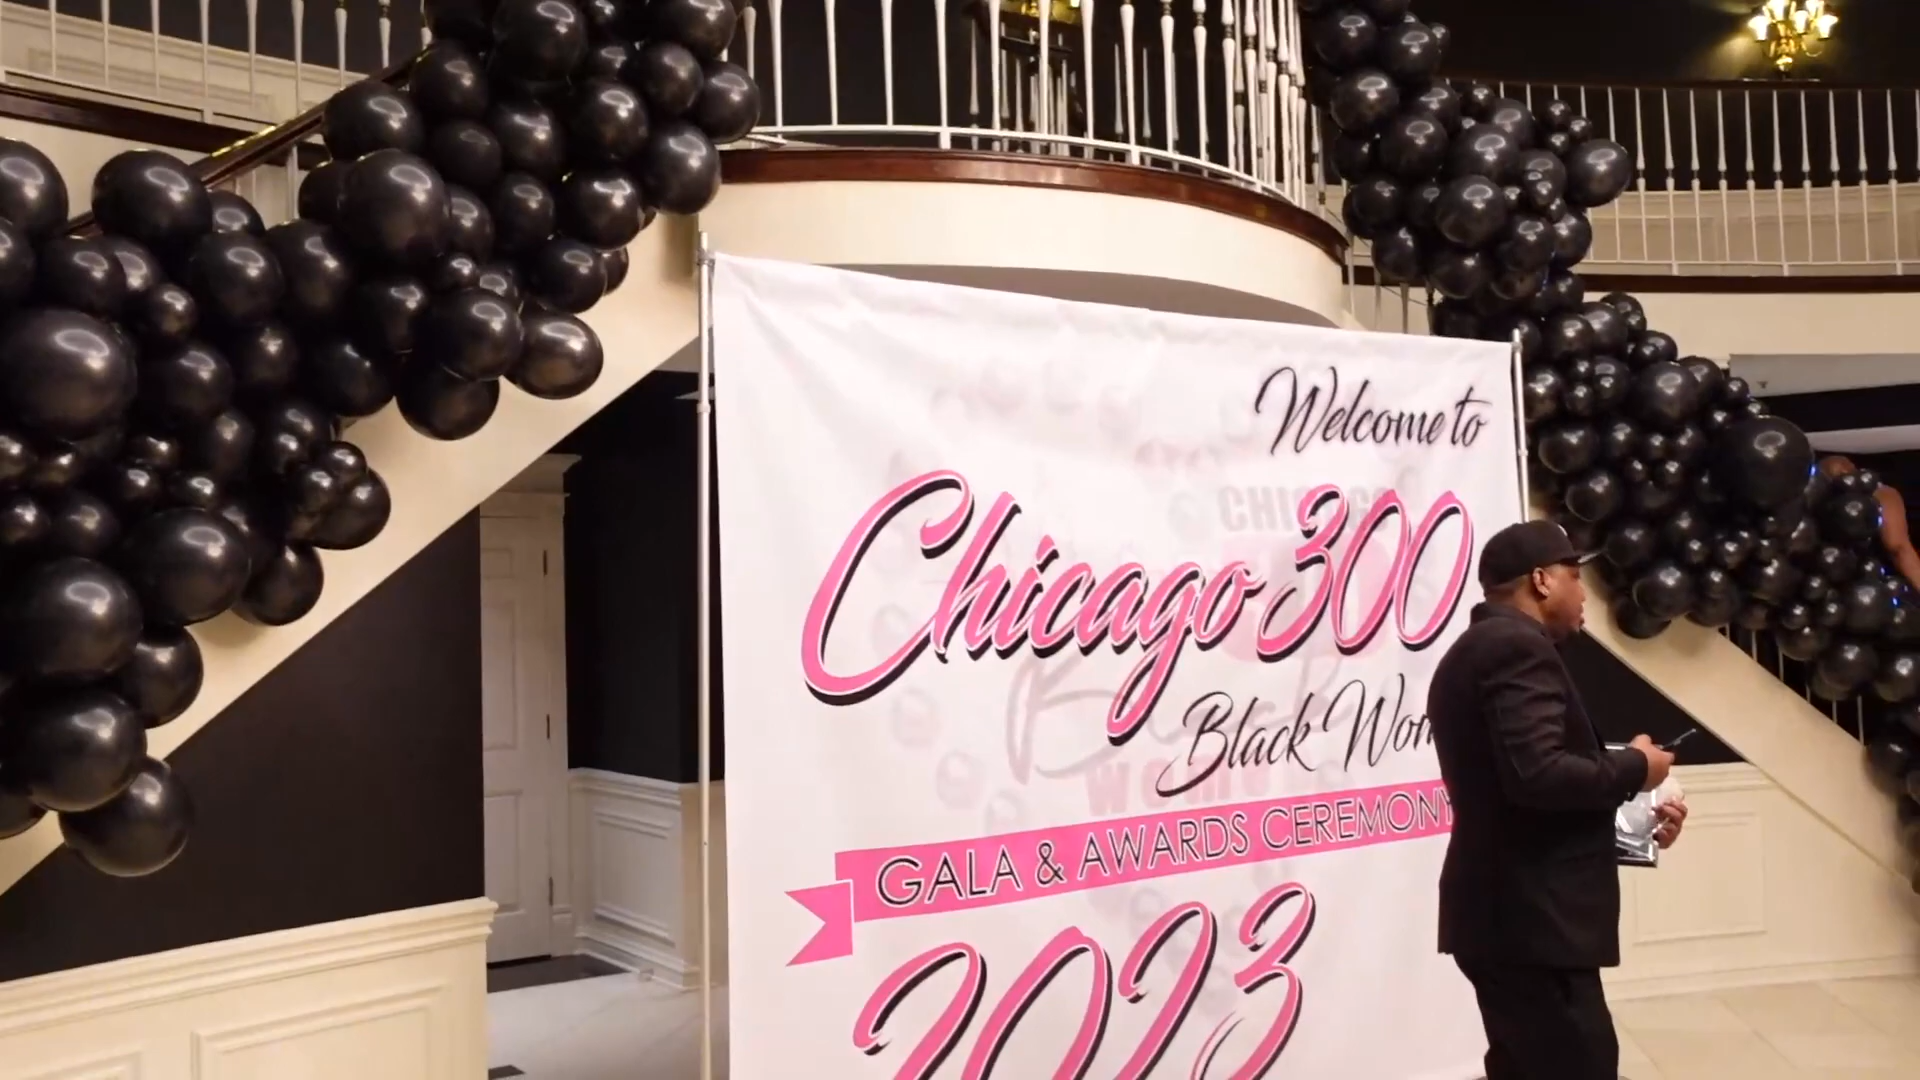 Welcome to
Chicago 300
Black Wom
GALA & AWARDS CEREMONY
2023